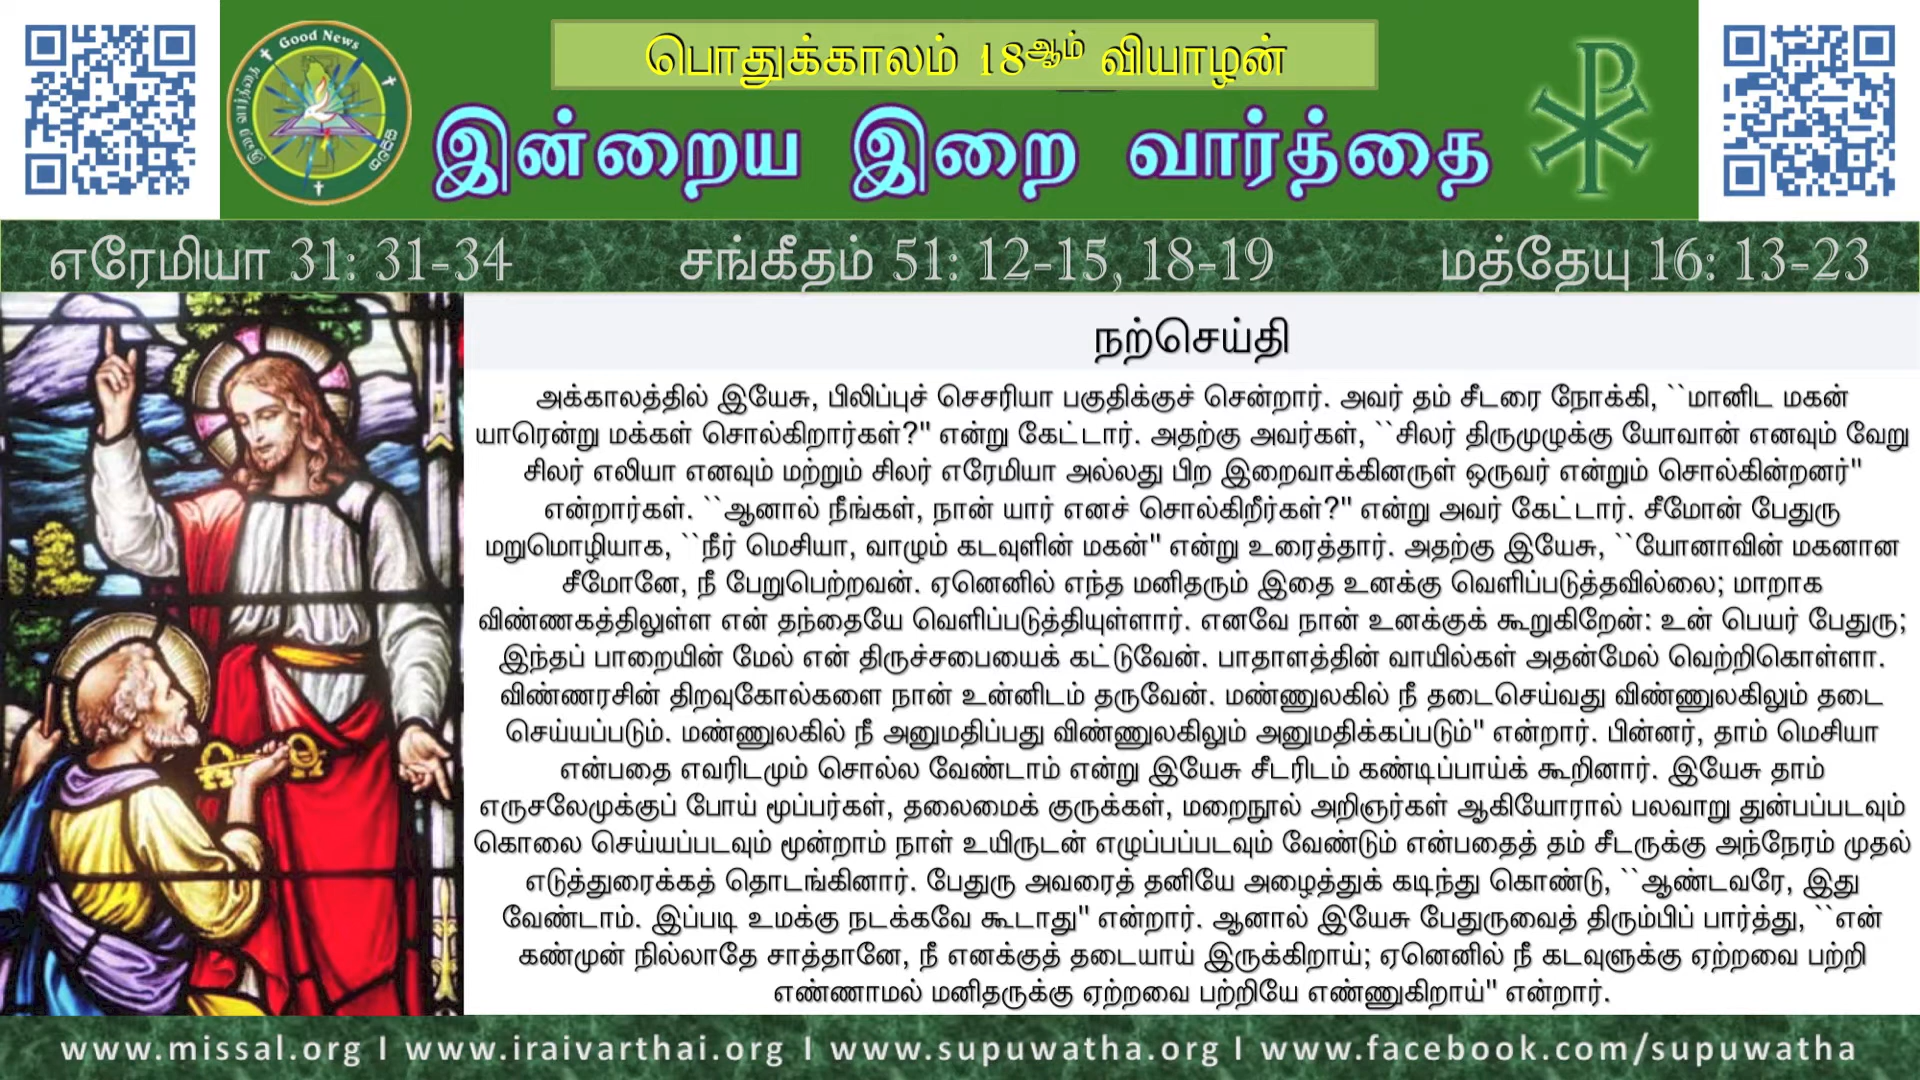 பொதுக்காலம் 18ஆம் வியாழன்
Good News
இறை வார்த்தை
இன்றைய இறை வார்த்தை
எரேமியா 31: 31-34 சங்கீதம் 51: 12-15, 18-19 மத்தேயு 16: 13-23
நற்செய்தி
அக்காலத்தில் இயேசு, பிலிப்புச் செசரியா பகுதிக்குச் சென்றார். அவர் தம் சீடரை நோக்கி, ``மானிட மகன்
யாரென்று மக்கள் சொல்கிறார்கள்?" என்று கேட்டார். அதற்கு அவர்கள், ``சிலர் திருமுழுக்கு யோவான் எனவும் வேறு
சிலர் எலியா எனவும் மற்றும் சிலர் எரேமியா அல்லது பிற இறைவாக்கினருள் ஒருவர் என்றும் சொல்கின்றனர்"
என்றார்கள். ``ஆனால் நீங்கள், நான் யார் எனச் சொல்கிறீர்கள்?" என்று அவர் கேட்டார். சீமோன் பேதுரு
மறுமொழியாக, ``நீர் மெசியா, வாழும் கடவுளின் மகன்" என்று உரைத்தார். அதற்கு இயேசு, ``யோனாவின் மகனான
சீமோனே, நீ பேறுபெற்றவன். ஏனெனில் எந்த மனிதரும் இதை உனக்கு வெளிப்படுத்தவில்லை; மாறாக
விண்ணகத்திலுள்ள என் தந்தையே வெளிப்படுத்தியுள்ளார். எனவே நான் உனக்குக் கூறுகிறேன்: உன் பெயர் பேதுரு;
இந்தப் பாறையின் மேல் என் திருச்சபையைக் கட்டுவேன். பாதாளத்தின் வாயில்கள் அதன்மேல் வெற்றிகொள்ளா.
விண்ணரசின் திறவுகோல்களை நான் உன்னிடம் தருவேன். மண்ணுலகில் நீ தடைசெய்வது விண்ணுலகிலும் தடை
செய்யப்படும். மண்ணுலகில் நீ அனுமதிப்பது விண்ணுலகிலும் அனுமதிக்கப்படும்" என்றார். பின்னர், தாம் மெசியா
என்பதை எவரிடமும் சொல்ல வேண்டாம் என்று இயேசு சீடரிடம் கண்டிப்பாய்க் கூறினார். இயேசு தாம்
எருசலேமுக்குப் போய் மூப்பர்கள், தலைமைக் குருக்கள், மறைநூல் அறிஞர்கள் ஆகியோரால் பலவாறு துன்பப்படவும்
கொலை செய்யப்படவும் மூன்றாம் நாள் உயிருடன் எழுப்பப்படவும் வேண்டும் என்பதைத் தம் சீடருக்கு அந்நேரம் முதல்
எடுத்துரைக்கத் தொடங்கினார். பேதுரு அவரைத் தனியே அழைத்துக் கடிந்து கொண்டு, ``ஆண்டவரே, இது
வேண்டாம். இப்படி உமக்கு நடக்கவே கூடாது" என்றார். ஆனால் இயேசு பேதுருவைத் திரும்பிப் பார்த்து, ``என்
கண்முன் நில்லாதே சாத்தானே, நீ எனக்குத் தடையாய் இருக்கிறாய்; ஏனெனில் நீ கடவுளுக்கு ஏற்றவை பற்றி
எண்ணாமல் மனிதருக்கு ஏற்றவை பற்றியே எண்ணுகிறாய்" என்றார்.
www.missal.org I www.iraivarthai.org I www.supuwatha.org I www.facebook.com/supuwatha